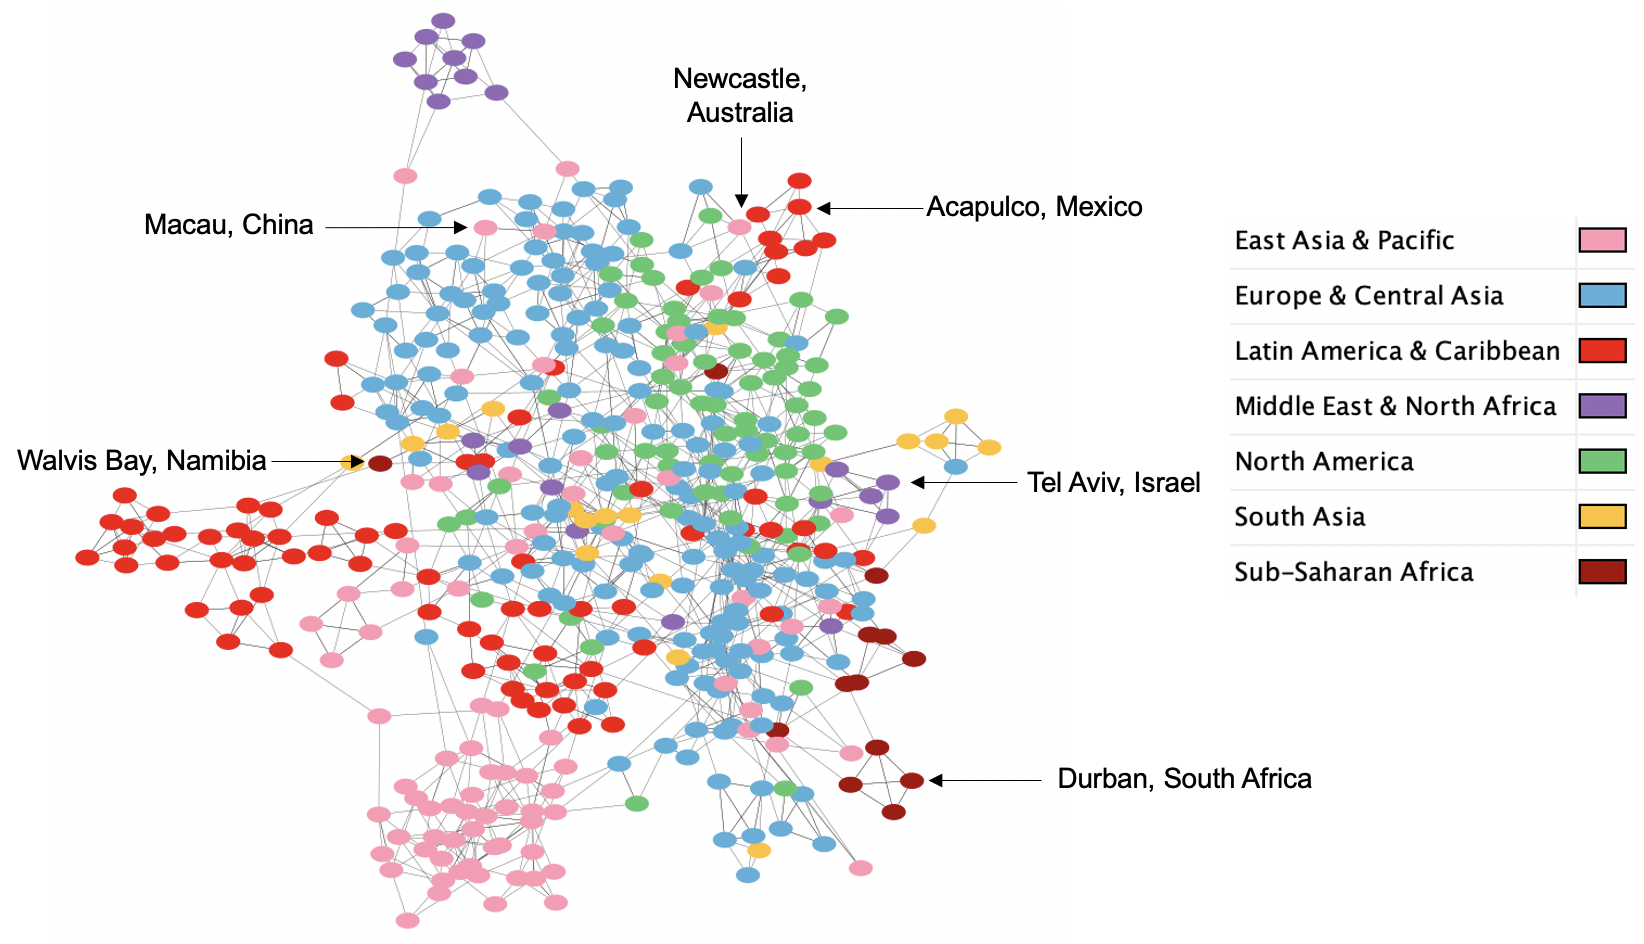 Newcastle,
Australia
Macau, China
Acapulco, Mexico
Walvis Bay, Namibia
Tel Aviv, Israel
Durban, South Africa
East Asia & Pacific
Europe & Central Asia
Latin America & Caribbean
Middle East & North Africa
North America
South Asia
Sub-Saharan Africa